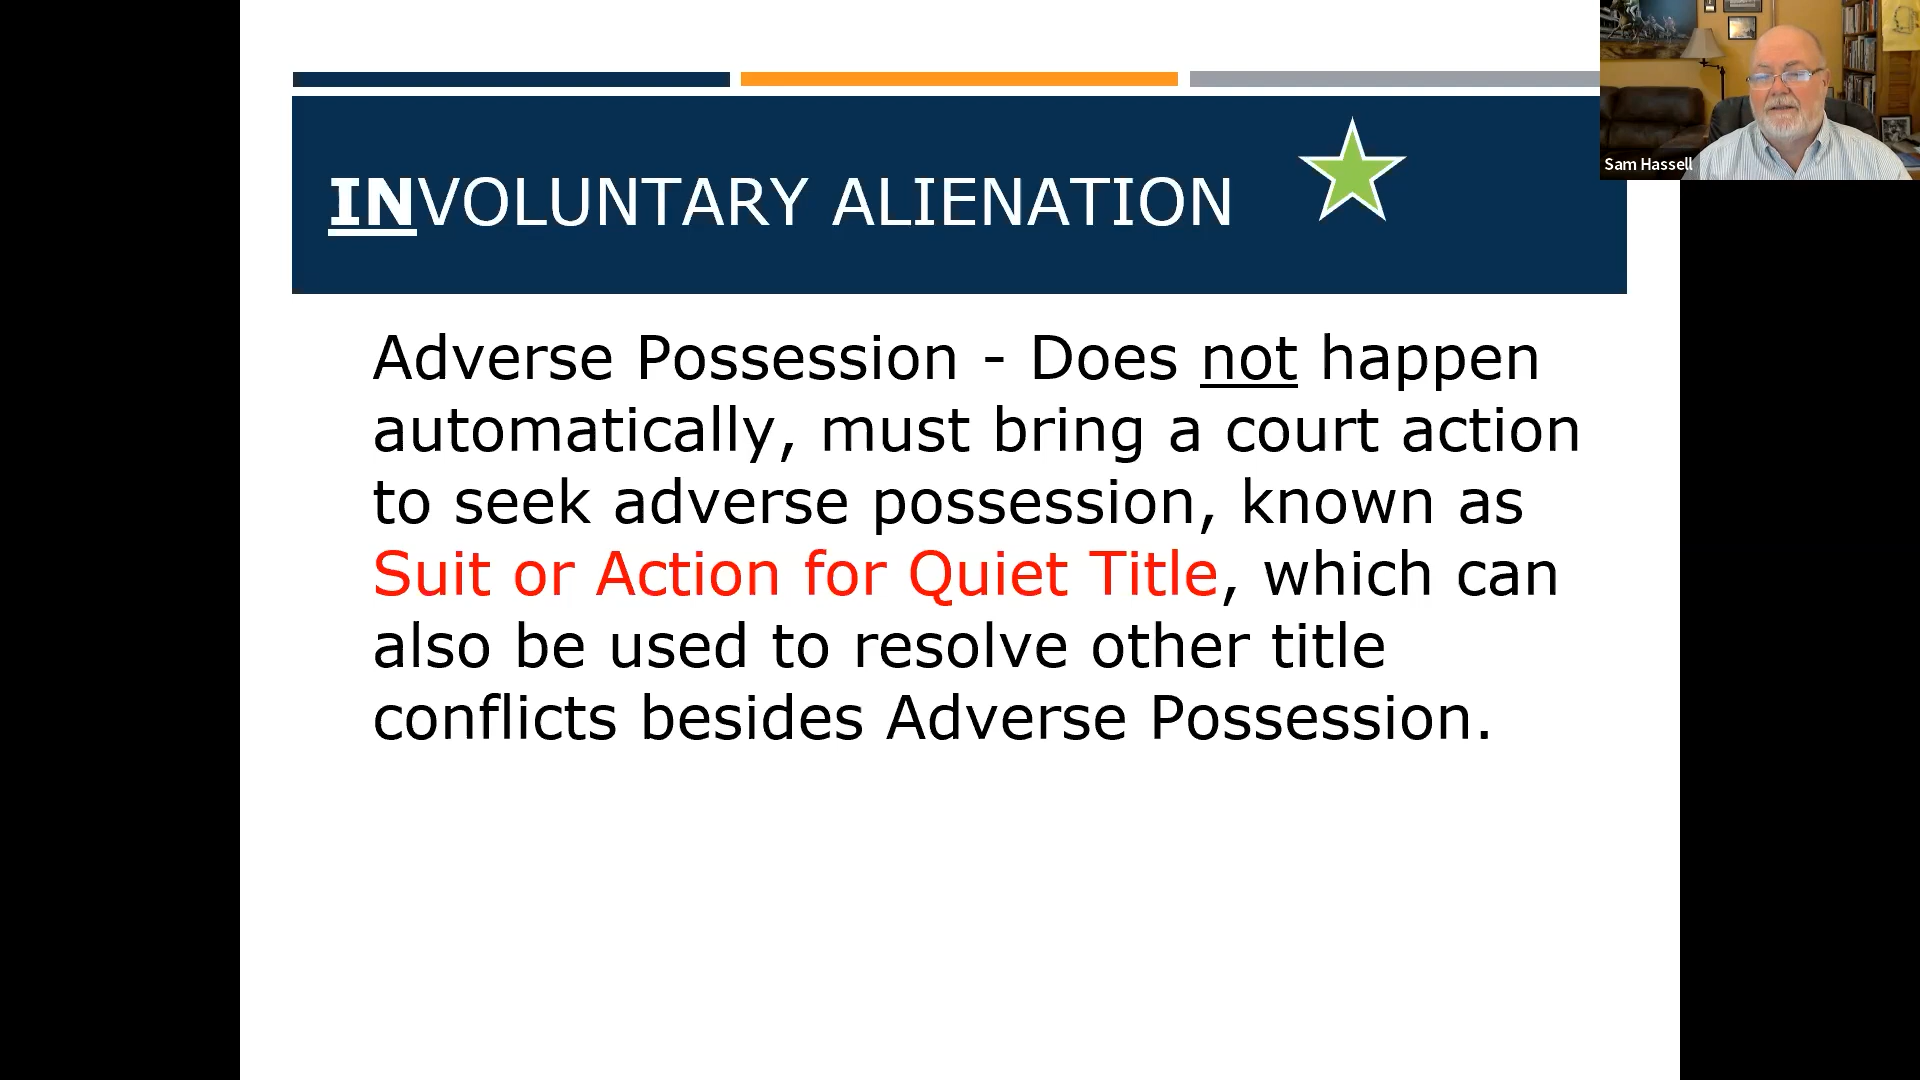 INVOLUNTARY ALIENATION
Sam Hassell
Adverse Possession - Does not happen
automatically, must bring a court action
to seek adverse possession, known as
Suit or Action for Quiet Title, which can
also be used to resolve other title
conflicts besides Adverse Possession.